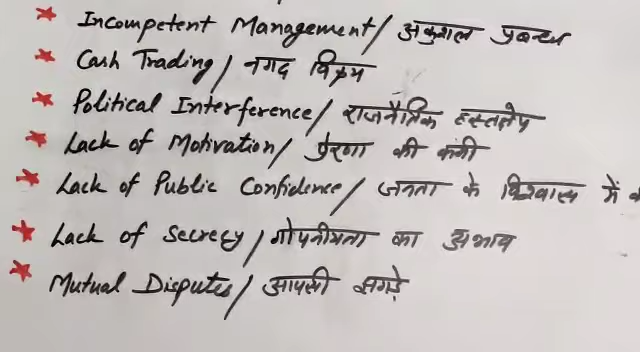 ★ Incompetent Management / अकुशल प्रबन्धन
★ Cash Trading / नगद विक्रय
★ Political Interference / राजनैतिक हस्तक्षेप
★ Lack of Motivation / प्रेरणा की कमी
★ Lack of Public Confidence / जनता के विश्वास में
★ Lack of Secrecy / गोपनीयता का अभाव
★ Mutual Disputes / आपसी झगड़े